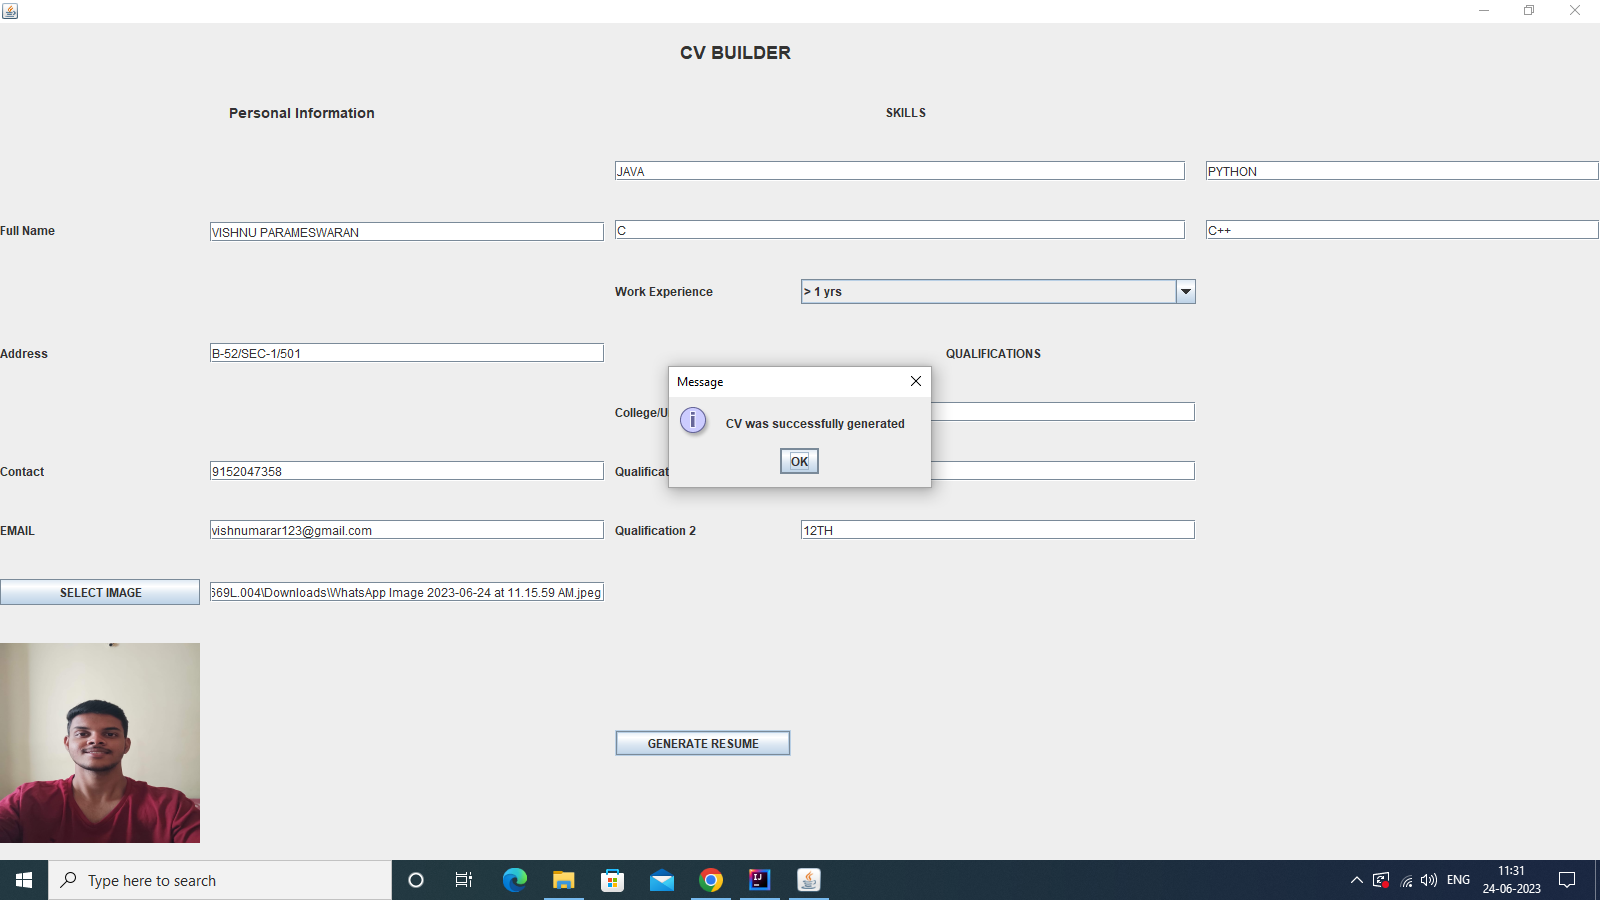 CV BUILDER
Personal Information
SKILLS
JAVA
PYTHON
Full Name
VISHNU PARAMESWARAN
C
C++
Work Experience
> 1 yrs
Address
B-52/SEC-1/501
QUALIFICATIONS
Message
CV was successfully generated
OK
College/U
Contact
9152047358
Qualificat
EMAIL
vishnumarar123@gmail.com
Qualification 2
12TH
SELECT IMAGE
669L.004\Downloads\WhatsApp Image 2023-06-24 at 11.15.59 AM.jpeg
GENERATE RESUME
Type here to search
ENG
11:31
24-06-2023